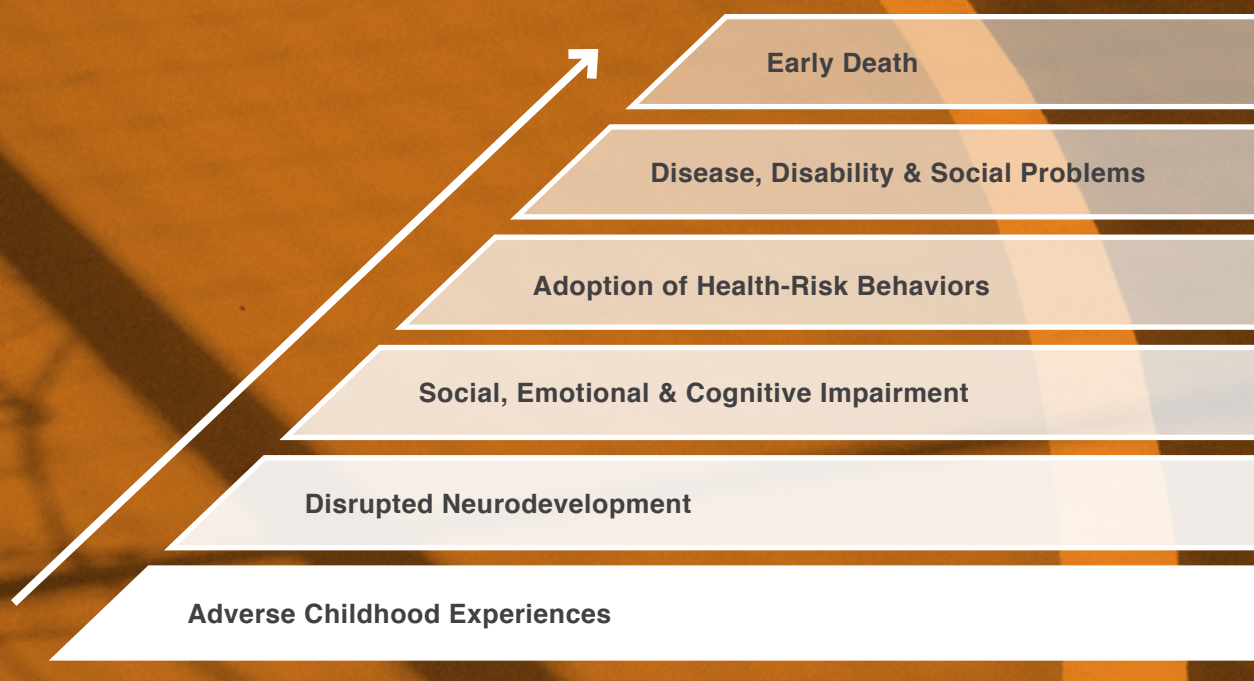 Early Death
Disease, Disability & Social Problems
Adoption of Health-Risk Behaviors
Social, Emotional & Cognitive Impairment
Disrupted Neurodevelopment
Adverse Childhood Experiences